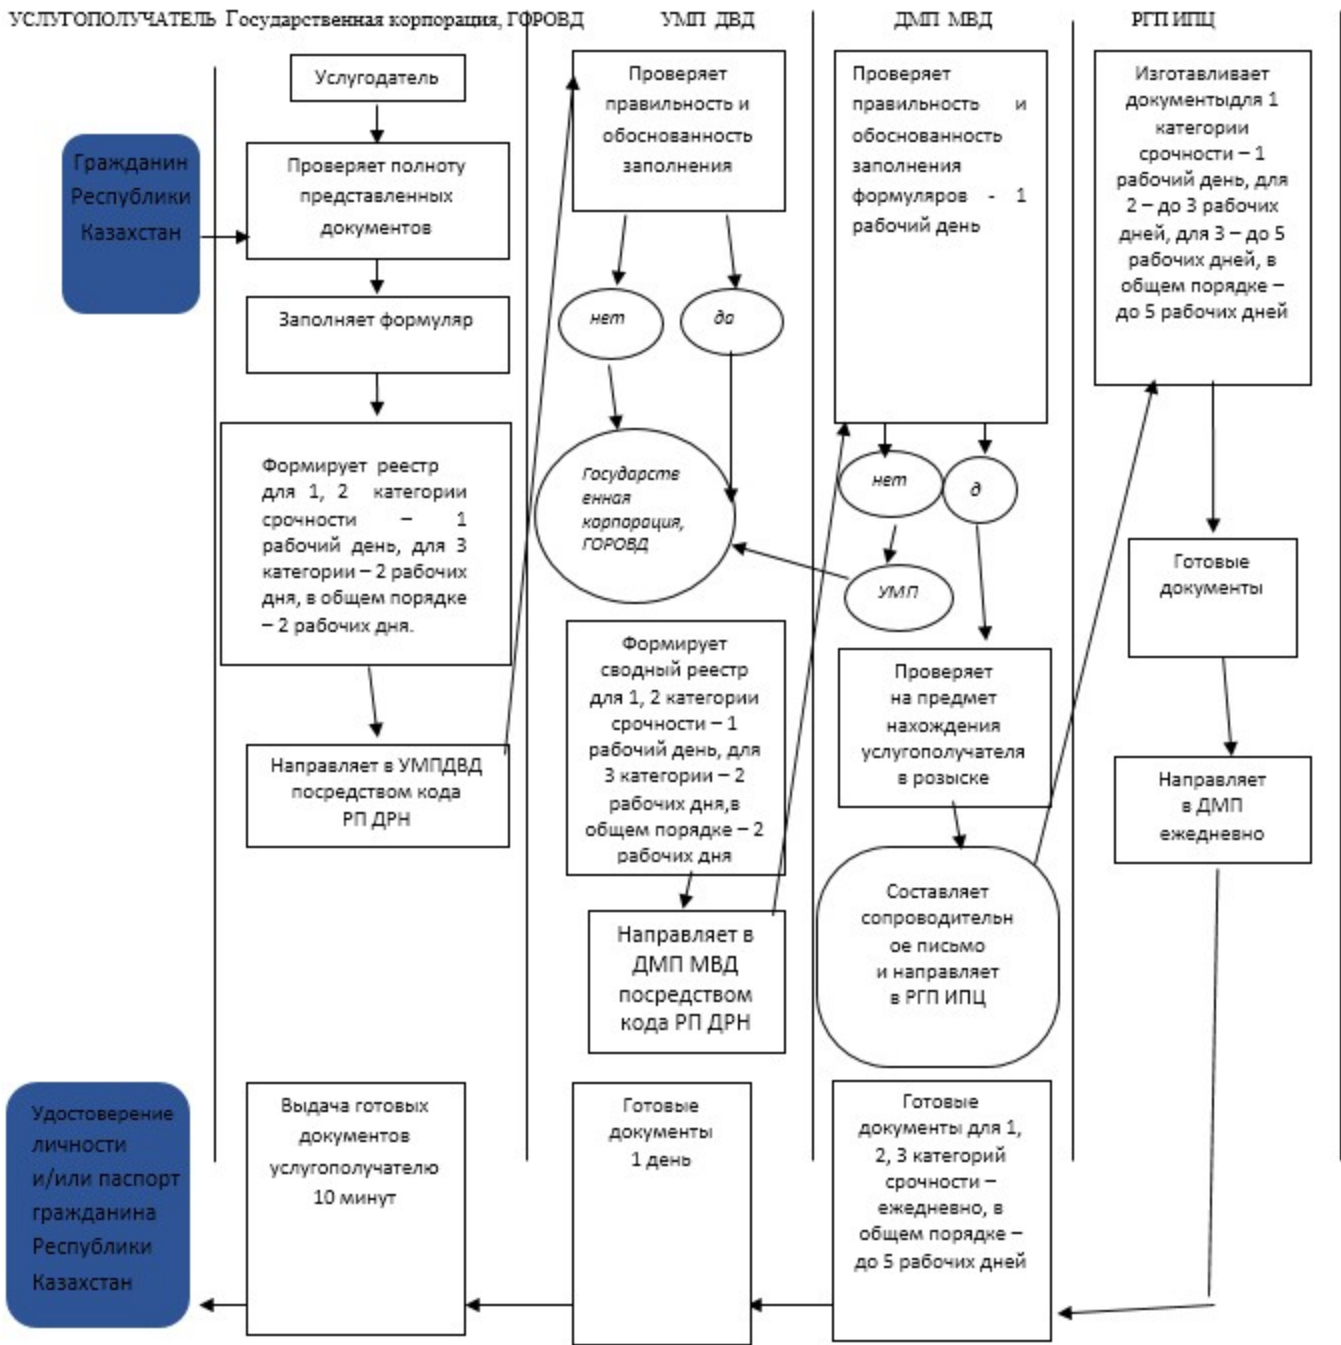 УСЛУГОПОЛУЧАТЕЛЬ Государственная корпорация, ГОРОВД УМП ДВД ДМП МВД РГП ИПЦ
Гражданин
Республики
Казахстан
Услугодатель
Проверяет полноту
представленных
документов
Заполняет формуляр
Формирует реестр
для 1, 2 категории
срочности – 1
рабочий день, для 3
категории – 2 рабочих
дня, в общем порядке
– 2 рабочих дня.
Направляет в УМПДВД
посредством кода
РП ДРН
Проверяет
правильность и
обоснованность
заполнения
нет
да
Государств
енная
корпорация,
ГОРОВД
Формирует
сводный реестр
для 1, 2 категории
срочности – 1
рабочий день, для
3 категории – 2
рабочих дня,в
общем порядке – 2
рабочих дня
Направляет в
ДМП МВД
посредством
кода РП ДРН
Проверяет
правильность и
обоснованность
заполнения
формуляров - 1
рабочий день
нет
д
УМП
Проверяет
на предмет
нахождения
услугополучателя
в розыске
Составляет
сопроводительн
ое письмо
и направляет
в РГП ИПЦ
Изготавливает
документыдля 1
категории
срочности – 1
рабочий день, для
2 – до 3 рабочих
дней, для 3 – до 5
рабочих дней, в
общем порядке –
до 5 рабочих дней
Готовые
документы
Направляет
в ДМП
ежедневно
Готовые
документы для 1,
2, 3 категорий
срочности –
ежедневно, в
общем порядке –
до 5 рабочих дней
Готовые
документы
1 день
Выдача готовых
документов
услугополучателю
10 минут
Удостоверение
личности
и/или паспорт
гражданина
Республики
Казахстан